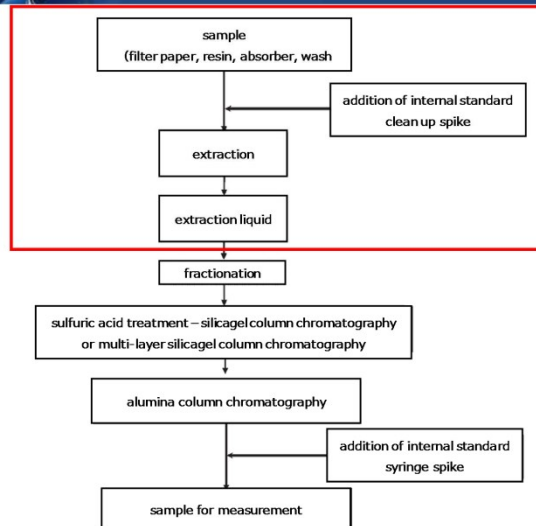 sample
(filter paper, resin, absorber, wash
addition of internal standard
clean up spike
extraction
extraction liquid
fractionation
sulfuric acid treatment – silicagel column chromatography
or multi-layer silicagel column chromatography
alumina column chromatography
addition of internal standard
syringe spike
sample for measurement